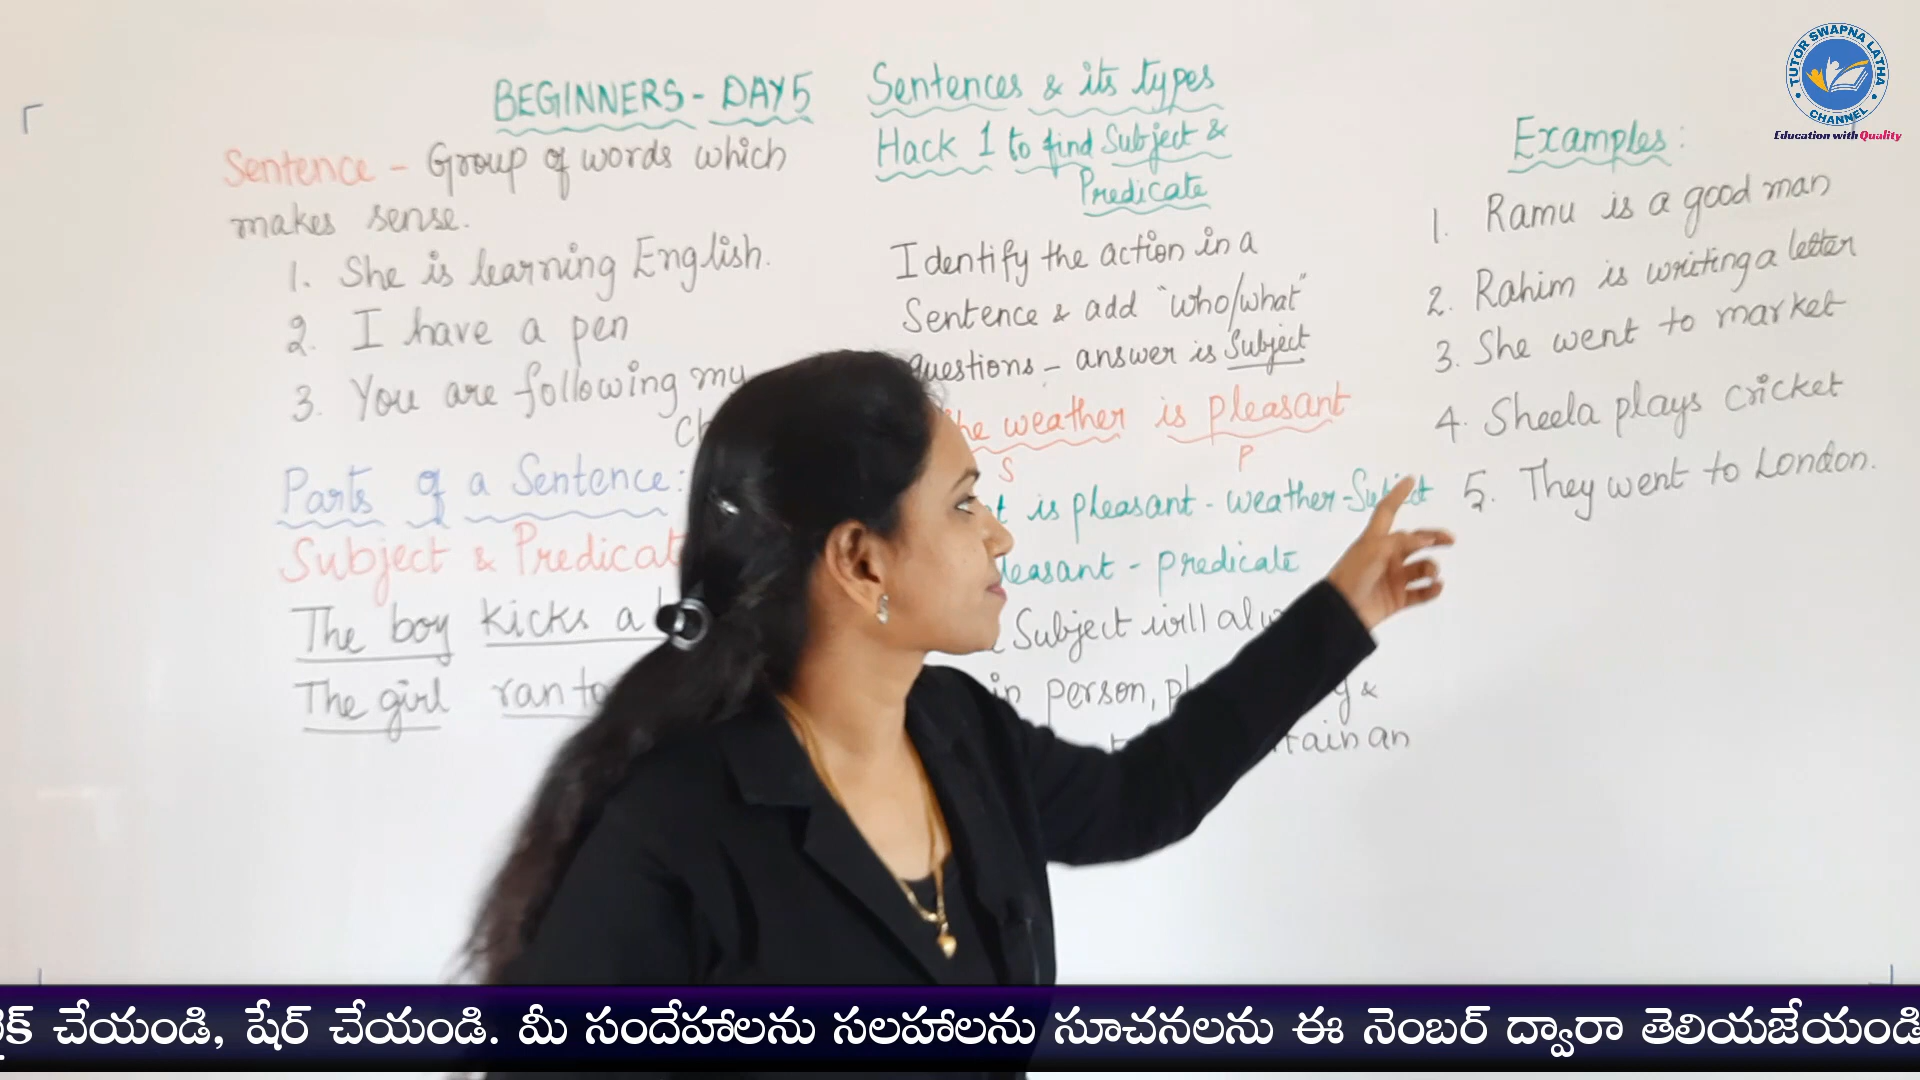 BEGINNERS - DAY 5
Sentence - Group of words which
makes sense.
1. She is learning English.
2. I have a pen
3. You are following my
Parts of a Sentence:
Subject & Predicat
The boy kicks a
The girl ran to
Sentences & its types
Hack 1 to find Subject &
Predicate
Identify the action in a
Sentence & add "who/what"
questions - answer is Subject
weather is pleasant
S P
is pleasant - weather - Subject
pleasant - predicate
Subject will
in person,
&
an
Examples:
1. Ramu is a good man
2. Rahim is writing a letter
3. She went to market
4. Sheela plays cricket
5. They went to London.
TUTOR SWAPNA LATHA
CHANNEL
Education with Quality
చేయండి, షేర్ చేయండి. మీ సందేహాలను సలహాలను సూచనలను ఈ నెంబర్ ద్వారా తెలియజేయండి